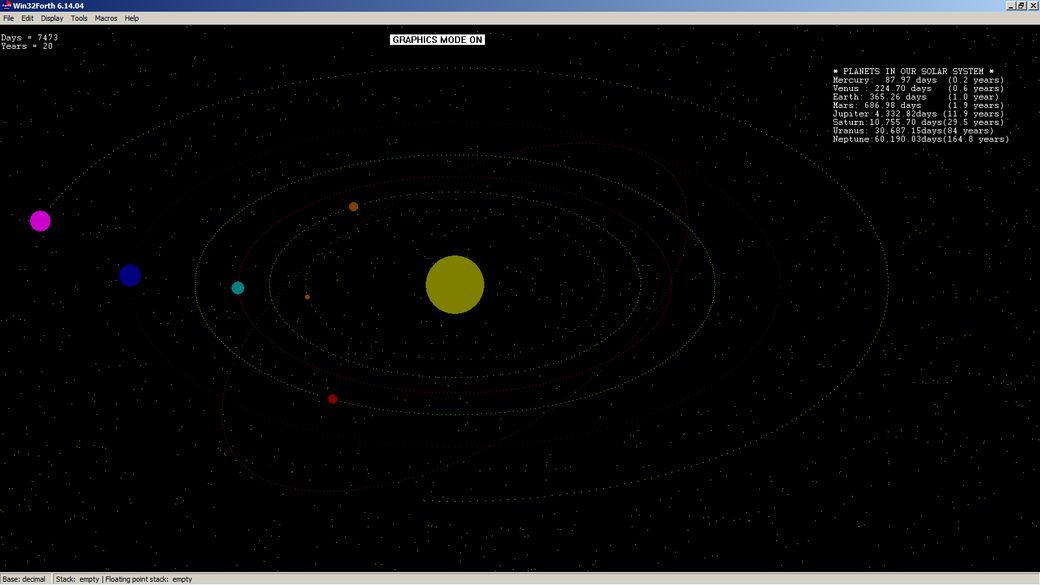 Win32Forth 6.14.04
File Edit Display Tools Macros Help
Days = 7473
Years = 20
GRAPHICS MODE ON
* PLANETS IN OUR SOLAR SYSTEM *
Mercury:  87.97 days  (0.2 years)
Venus : 224.70 days   (0.6 years)
Earth: 365.26 days    (1.0 year)
Mars: 686.98 days     (1.9 years)
Jupiter:4,332.82days (11.9 years)
Saturn:10,755.70 days(29.5 years)
Uranus: 30,687.15days(84 years)
Neptune:60,190.03days(164.8 years)
Base: decimal Stack: empty | Floating point stack: empty